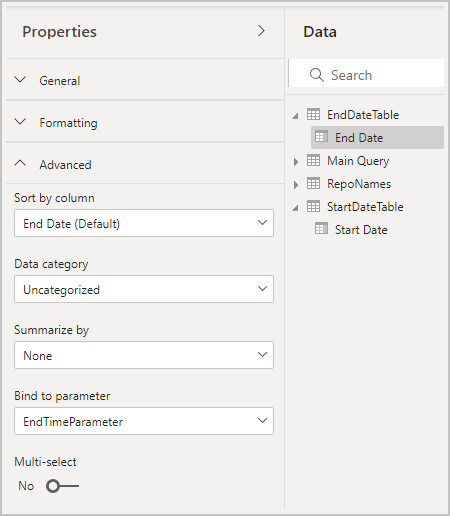 Properties
General
Formatting
Advanced
Sort by column
End Date (Default)
Data category
Uncategorized
Summarize by
None
Bind to parameter
EndTimeParameter
Multi-select
No
Data
Search
EndDateTable
End Date
Main Query
RepoNames
StartDateTable
Start Date